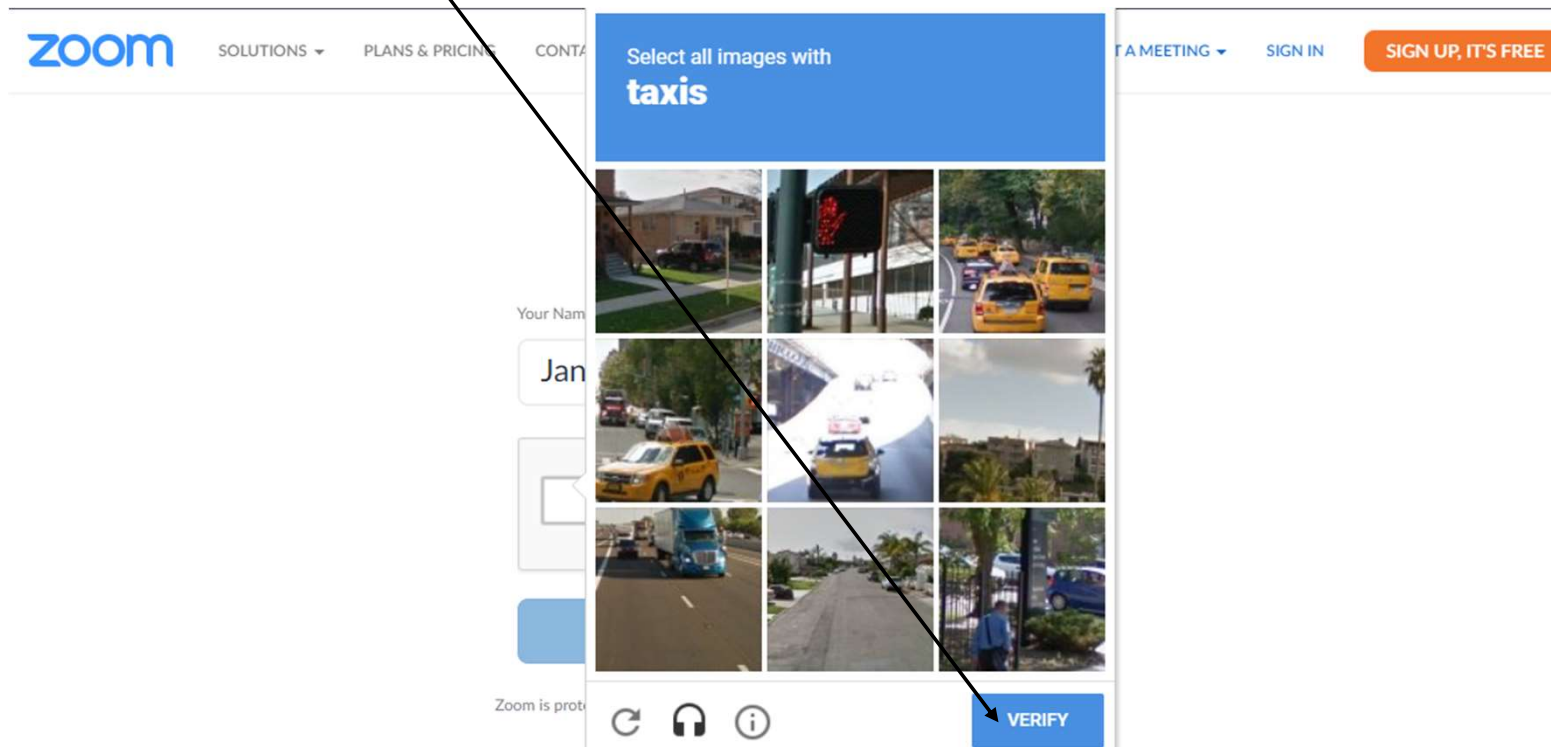 zoom
SOLUTIONS
PLANS & PRICING
CONTA
Select all images with
taxis
T A MEETING
SIGN IN
SIGN UP, IT'S FREE
Your Nam
Jan
Zoom is prote
VERIFY